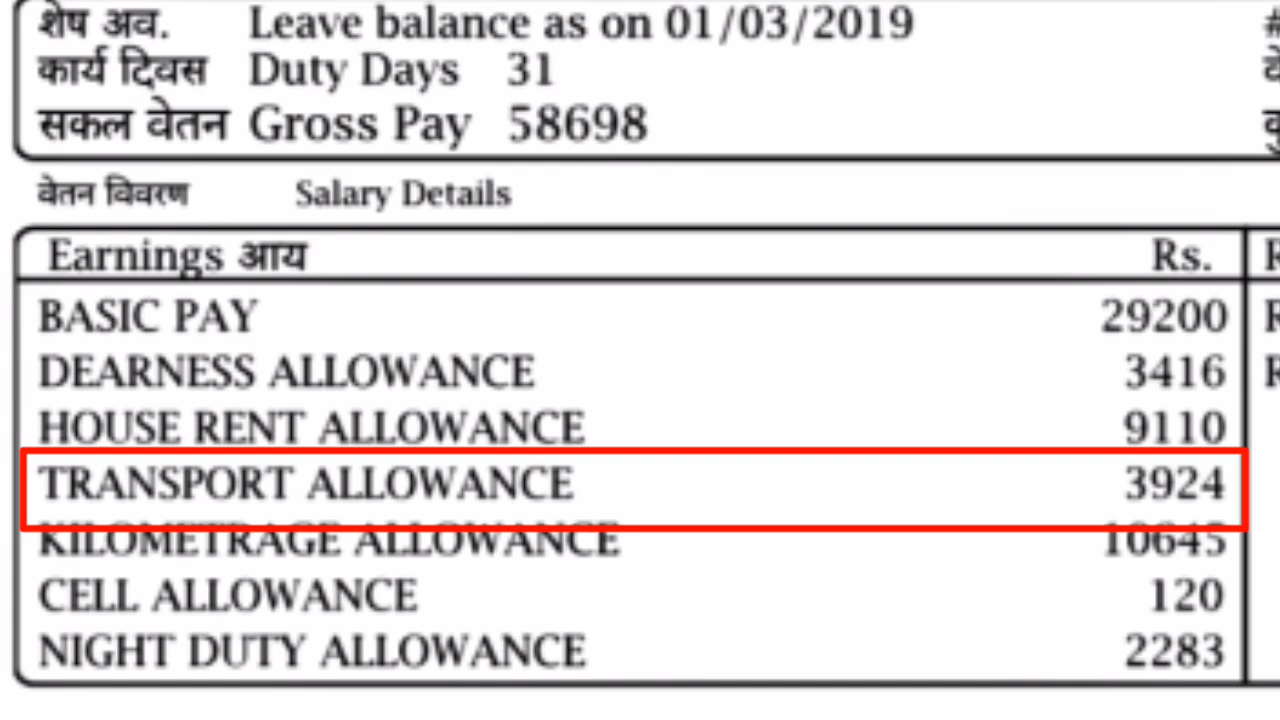 शेष अव. Leave balance as on 01/03/2019 #
कार्य दिवस Duty Days 31
सकल वेतन Gross Pay 58698
वेतन विवरण Salary Details
Earnings आय Rs. R
BASIC PAY 29200 R
DEARNESS ALLOWANCE 3416 R
HOUSE RENT ALLOWANCE 9110
TRANSPORT ALLOWANCE 3924
KILOMETRAGE ALLOWANCE 10645
CELL ALLOWANCE 120
NIGHT DUTY ALLOWANCE 2283